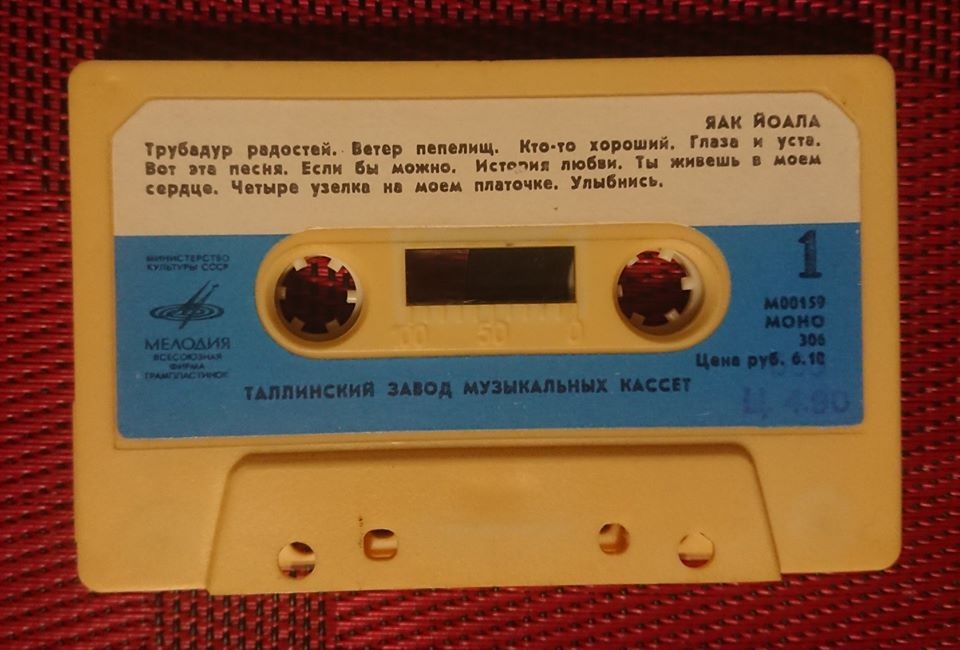 ЯАК ЙОАЛА
Трубадур радостей. Ветер пепелищ. Кто-то хороший. Глаза и уста.
Вот эта песня. Если бы можно. История любви. Ты живешь в моем
сердце. Четыре узелка на моем платочке. Улыбнись.
МИНИСТЕРСТВО
КУЛЬТУРЫ СССР
МЕЛОДИЯ
ВСЕСОЮЗНАЯ
ФИРМА
ГРАМПЛАСТИНОК
100 50 0
1
М00159
МОНО
306
Цена руб. 6.10
Ц. 4.90
ТАЛЛИНСКИЙ ЗАВОД МУЗЫКАЛЬНЫХ КАССЕТ